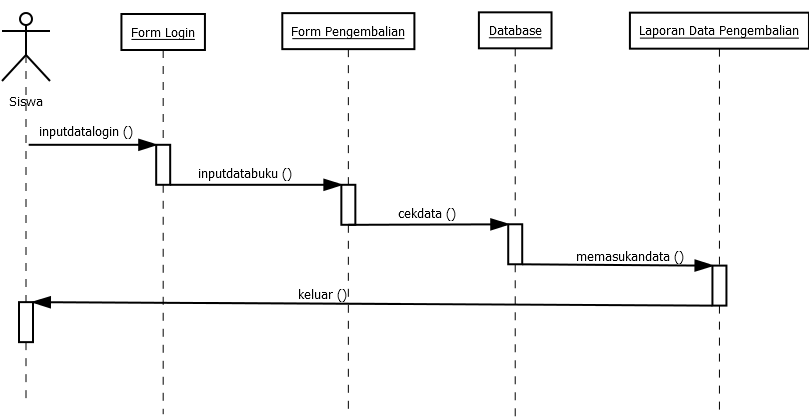 Form Login
Form Pengembalian
Database
Laporan Data Pengembalian
Siswa
inputdatalogin ()
inputdatabuku ()
cekdata ()
memasukandata ()
keluar ()